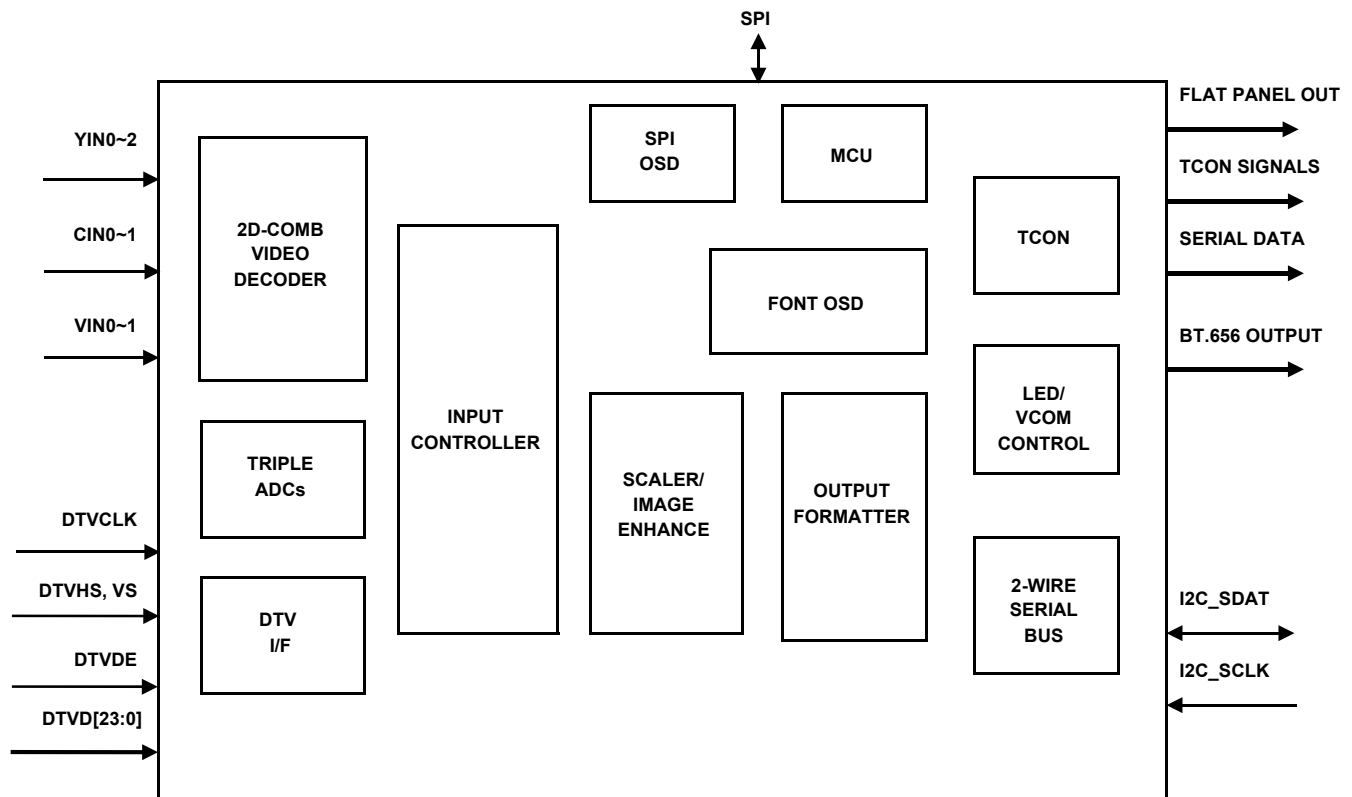 SPI
YIN0~2
CIN0~1
VIN0~1
DTVCLK
DTVHS, VS
DTVDE
DTVD[23:0]
2D-COMB
VIDEO
DECODER
TRIPLE
ADCs
DTV
I/F
INPUT
CONTROLLER
SPI
OSD
MCU
FONT OSD
SCALER/
IMAGE
ENHANCE
OUTPUT
FORMATTER
TCON
LED/
VCOM
CONTROL
2-WIRE
SERIAL
BUS
FLAT PANEL OUT
TCON SIGNALS
SERIAL DATA
BT.656 OUTPUT
I2C_SDAT
I2C_SCLK